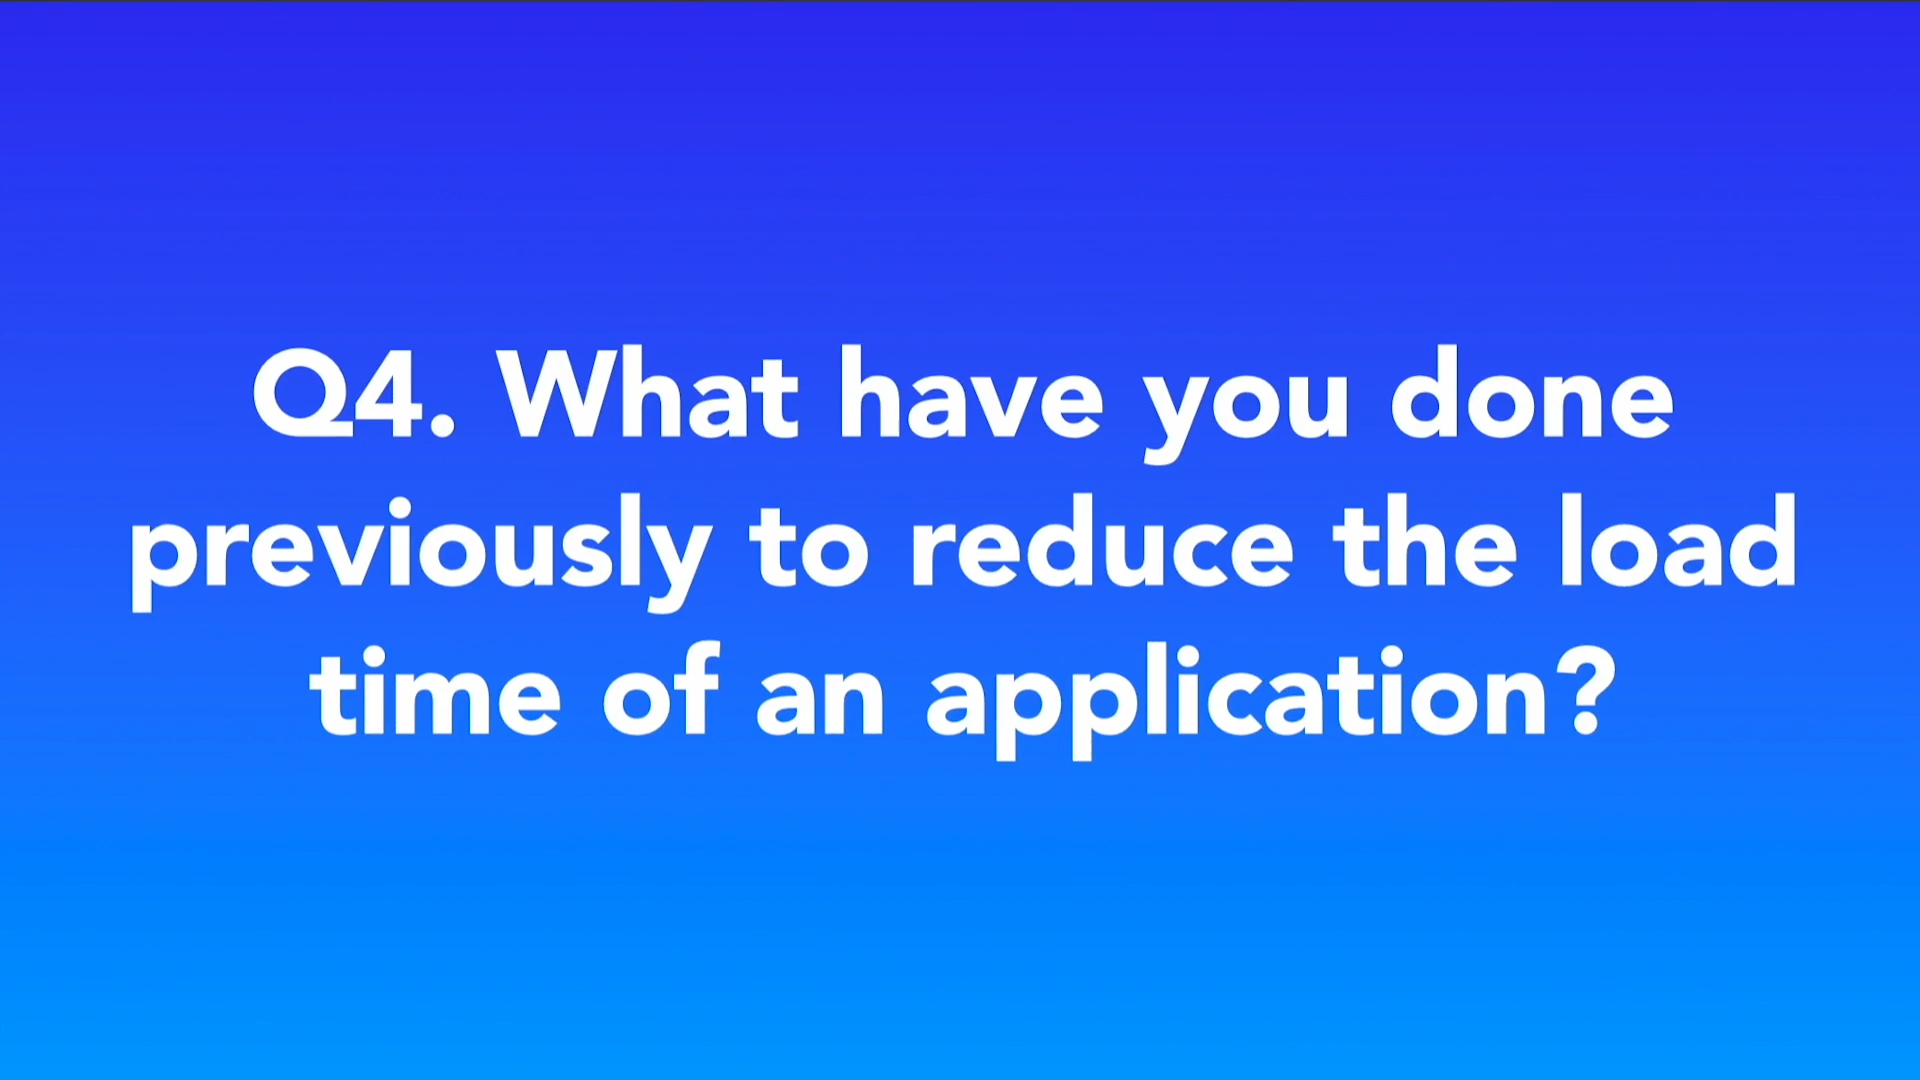 Q4. What have you done
previously to reduce the load
time of an application?